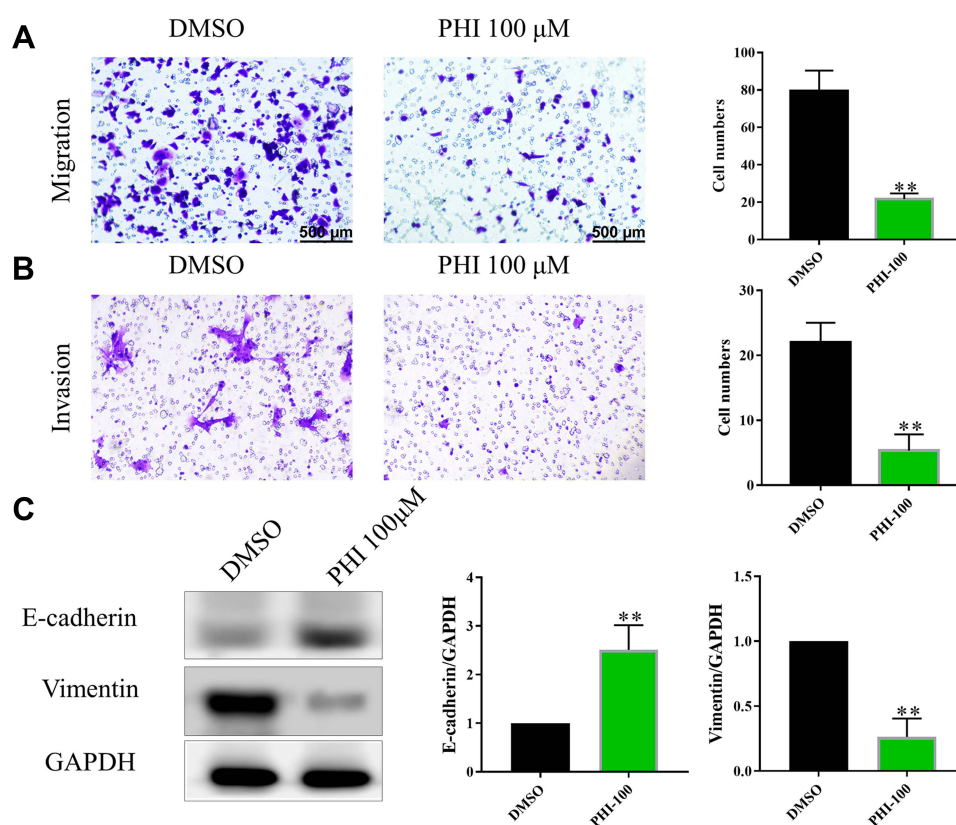 A
DMSO
PHI 100 μM
Migration
500 μm
500 μm
Cell numbers
100
80
60
40
20
0
**
DMSO
PHI-100
B
DMSO
PHI 100 μM
Invasion
Cell numbers
30
20
10
0
**
DMSO
PHI-100
C
DMSO
PHI 100μM
E-cadherin
Vimentin
GAPDH
E-cadherin/GAPDH
4
3
2
1
0
**
DMSO
PHI-100
Vimentin/GAPDH
1.5
1.0
0.5
0.0
**
DMSO
PHI-100